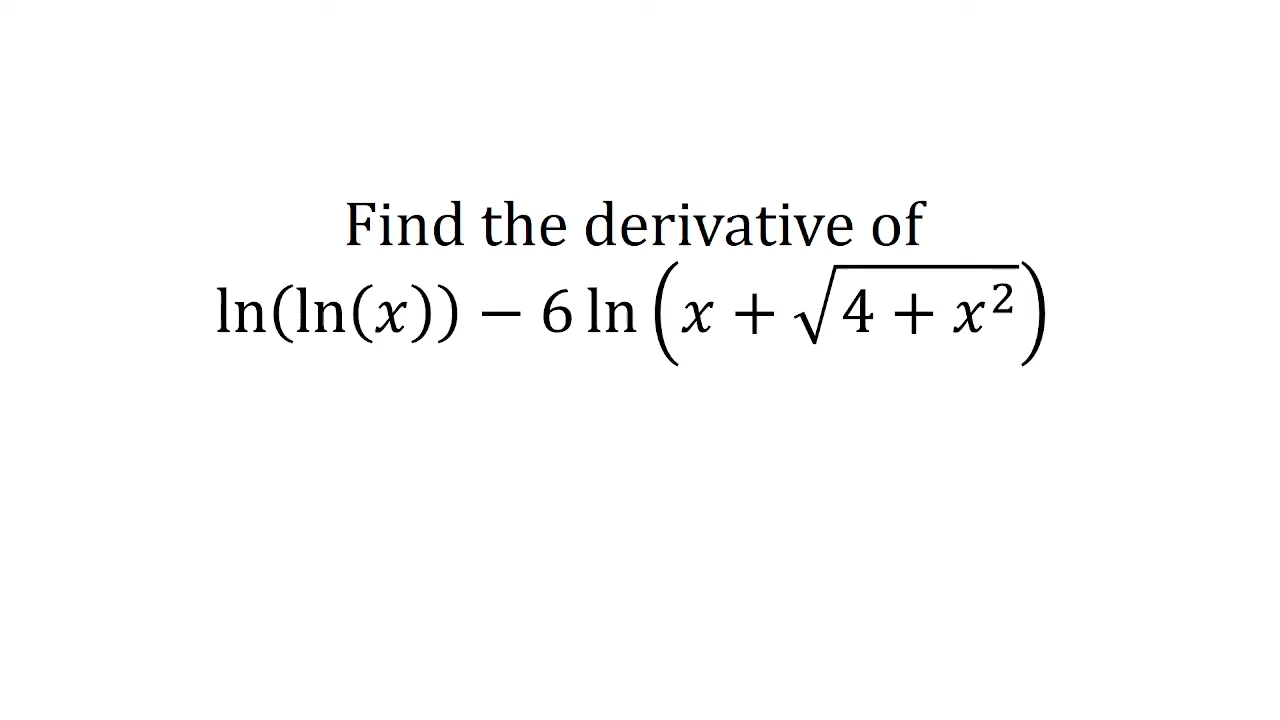 Find the derivative of
ln(ln(x)) − 6 ln(x + √(4 + x²))